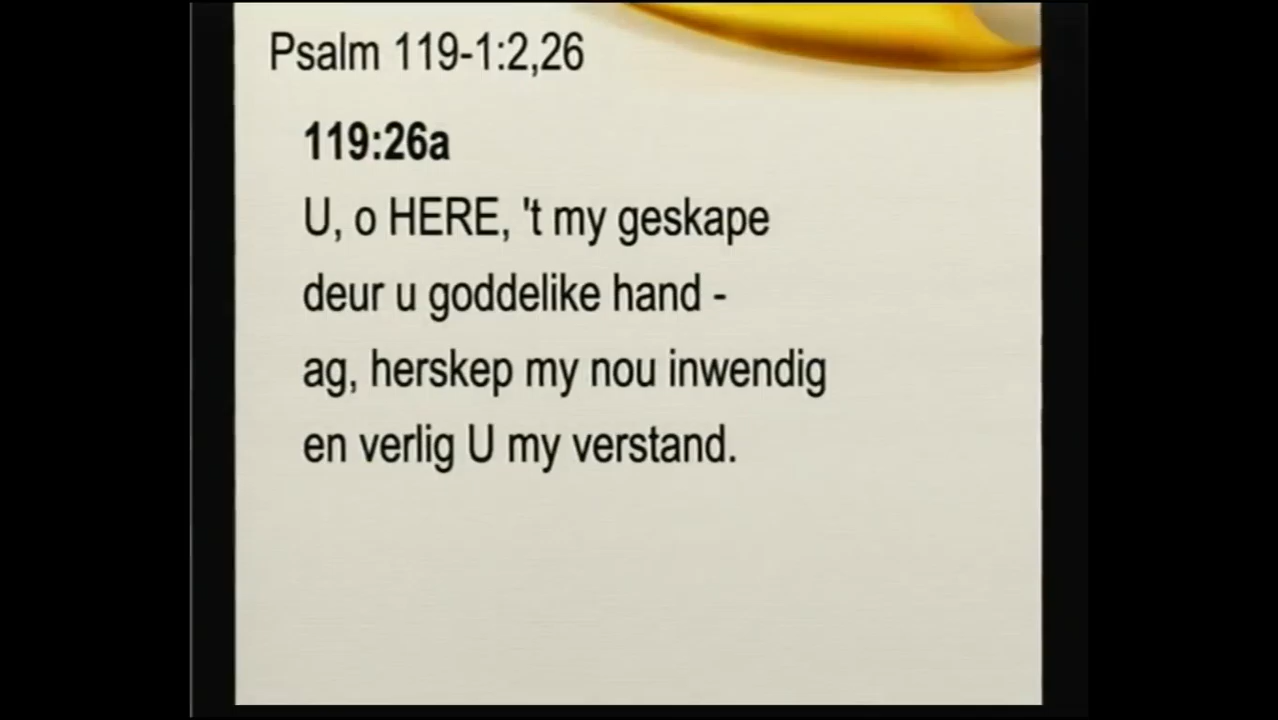 Psalm 119-1:2,26
119:26a
U, o HERE, 't my geskape
deur u goddelike hand -
ag, herskep my nou inwendig
en verlig U my verstand.